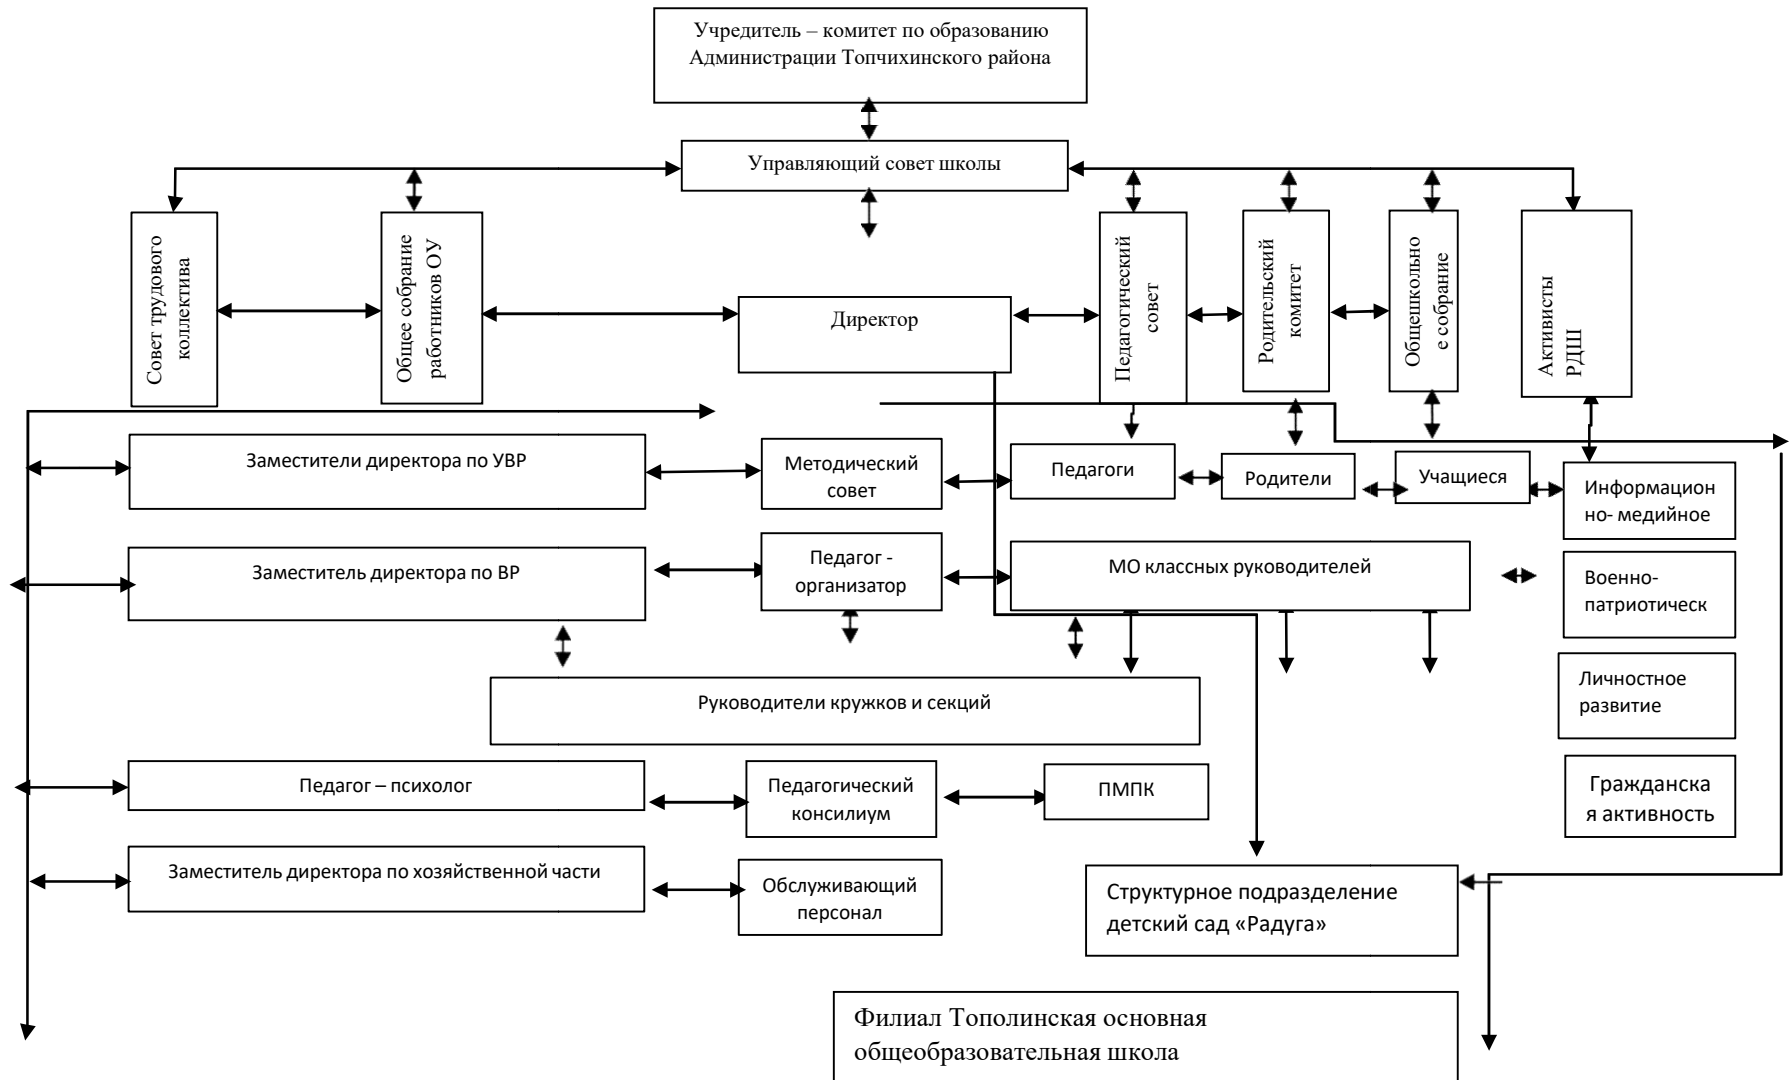 Учредитель – комитет по образованию
Администрации Топчихинского района
Управляющий совет школы
Совет трудового
коллектива
Общее собрание
работников ОУ
Директор
Педагогический
совет
Родительский
комитет
Общешкольно
е собрание
Активисты
РДШ
Заместители директора по УВР
Методический
совет
Педагоги
Родители
Учащиеся
Информацион
но- медийное
Заместитель директора по ВР
Педагог -
организатор
МО классных руководителей
Военно-
патриотическ
Руководители кружков и секций
Личностное
развитие
Педагог – психолог
Педагогический
консилиум
ПМПК
Гражданска
я активность
Заместитель директора по хозяйственной части
Обслуживающий
персонал
Структурное подразделение
детский сад «Радуга»
Филиал Тополинская основная
общеобразовательная школа